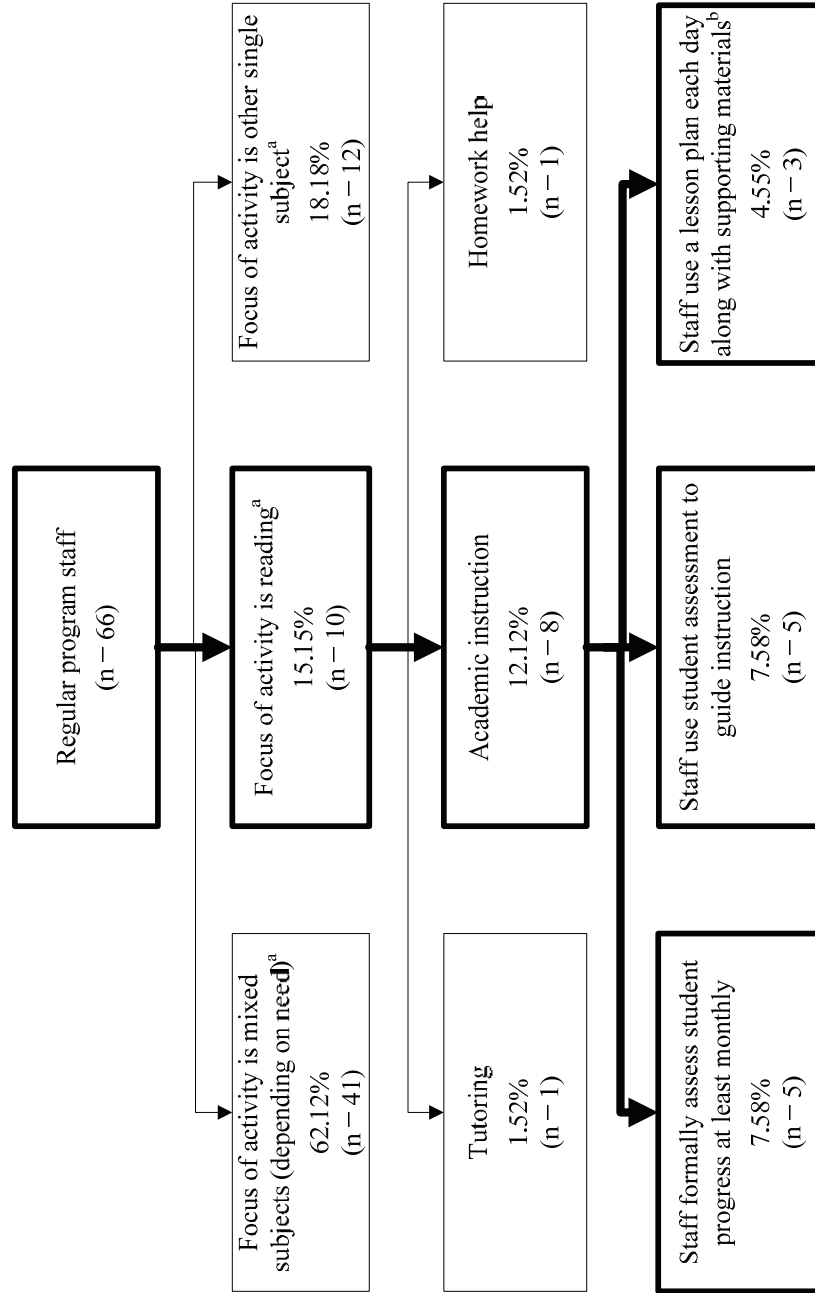 Regular program staff
(n − 66)
Focus of activity is mixed
subjects (depending on need)a
62.12%
(n − 41)
Focus of activity is readinga
15.15%
(n − 10)
Focus of activity is other single
subjecta
18.18%
(n − 12)
Tutoring
1.52%
(n − 1)
Academic instruction
12.12%
(n − 8)
Homework help
1.52%
(n − 1)
Staff formally assess student
progress at least monthly
7.58%
(n − 5)
Staff use student assessment to
guide instruction
7.58%
(n − 5)
Staff use a lesson plan each day
along with supporting materialsb
4.55%
(n − 3)